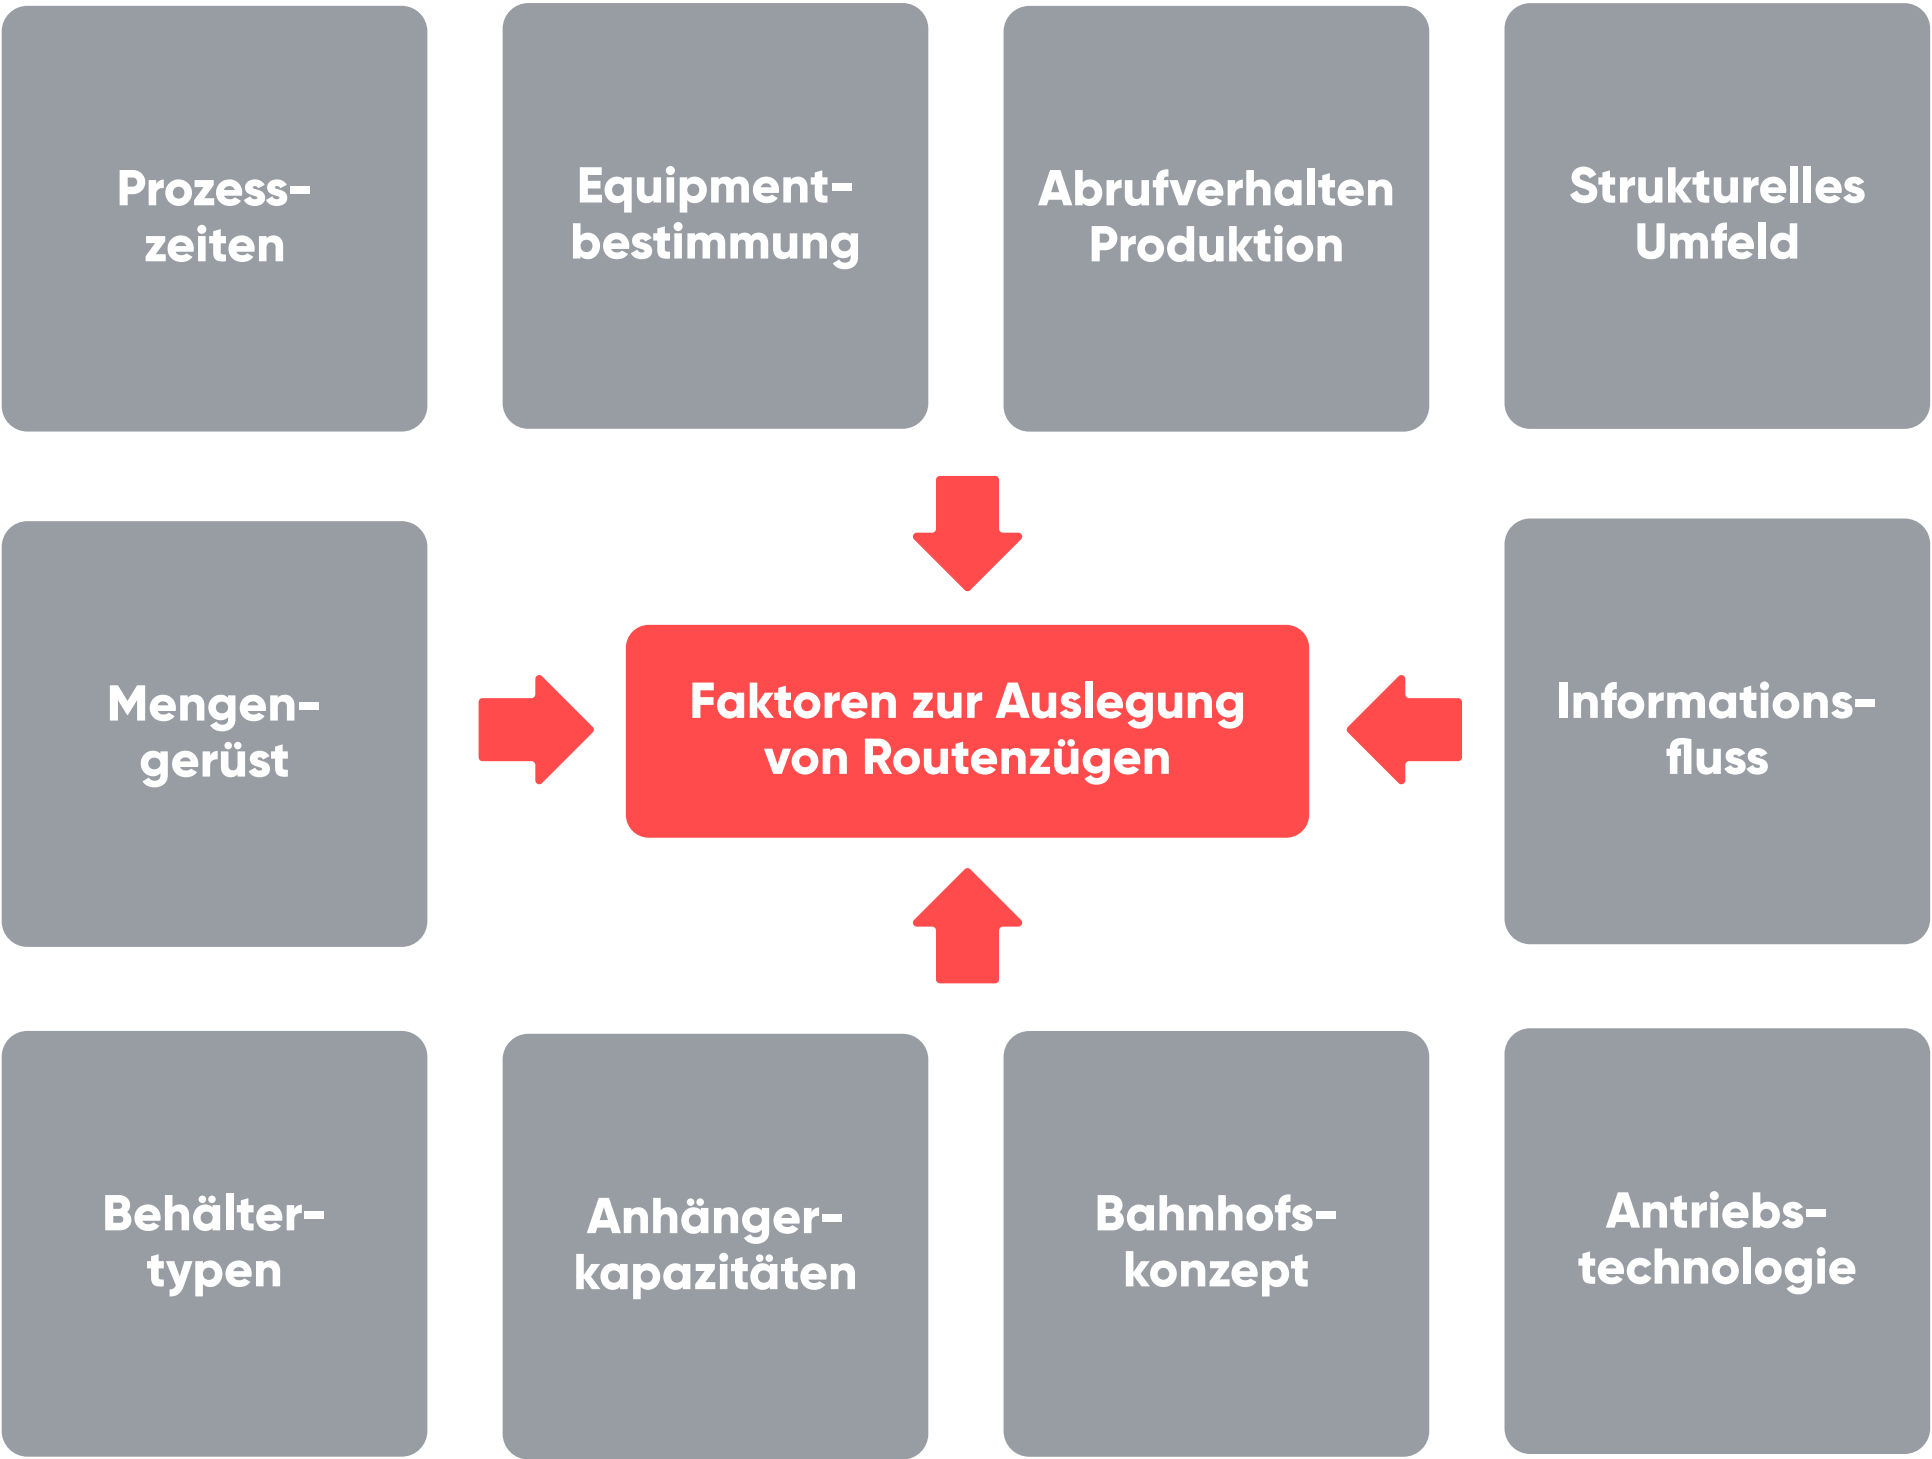 Prozess-
zeiten
Equipment-
bestimmung
Abrufverhalten
Produktion
Strukturelles
Umfeld
Mengen-
gerüst
Faktoren zur Auslegung
von Routenzügen
Informations-
fluss
Behälter-
typen
Anhänger-
kapazitäten
Bahnhofs-
konzept
Antriebs-
technologie